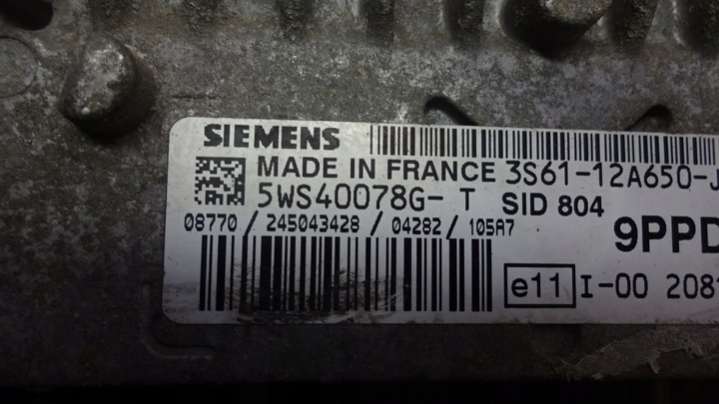 SIEMENS
MADE IN FRANCE 3S61-12A650-J
5WS40078G- T SID 804
08770 / 245043428 / 04282 / 105A7
9PPD
e11 I-00 208